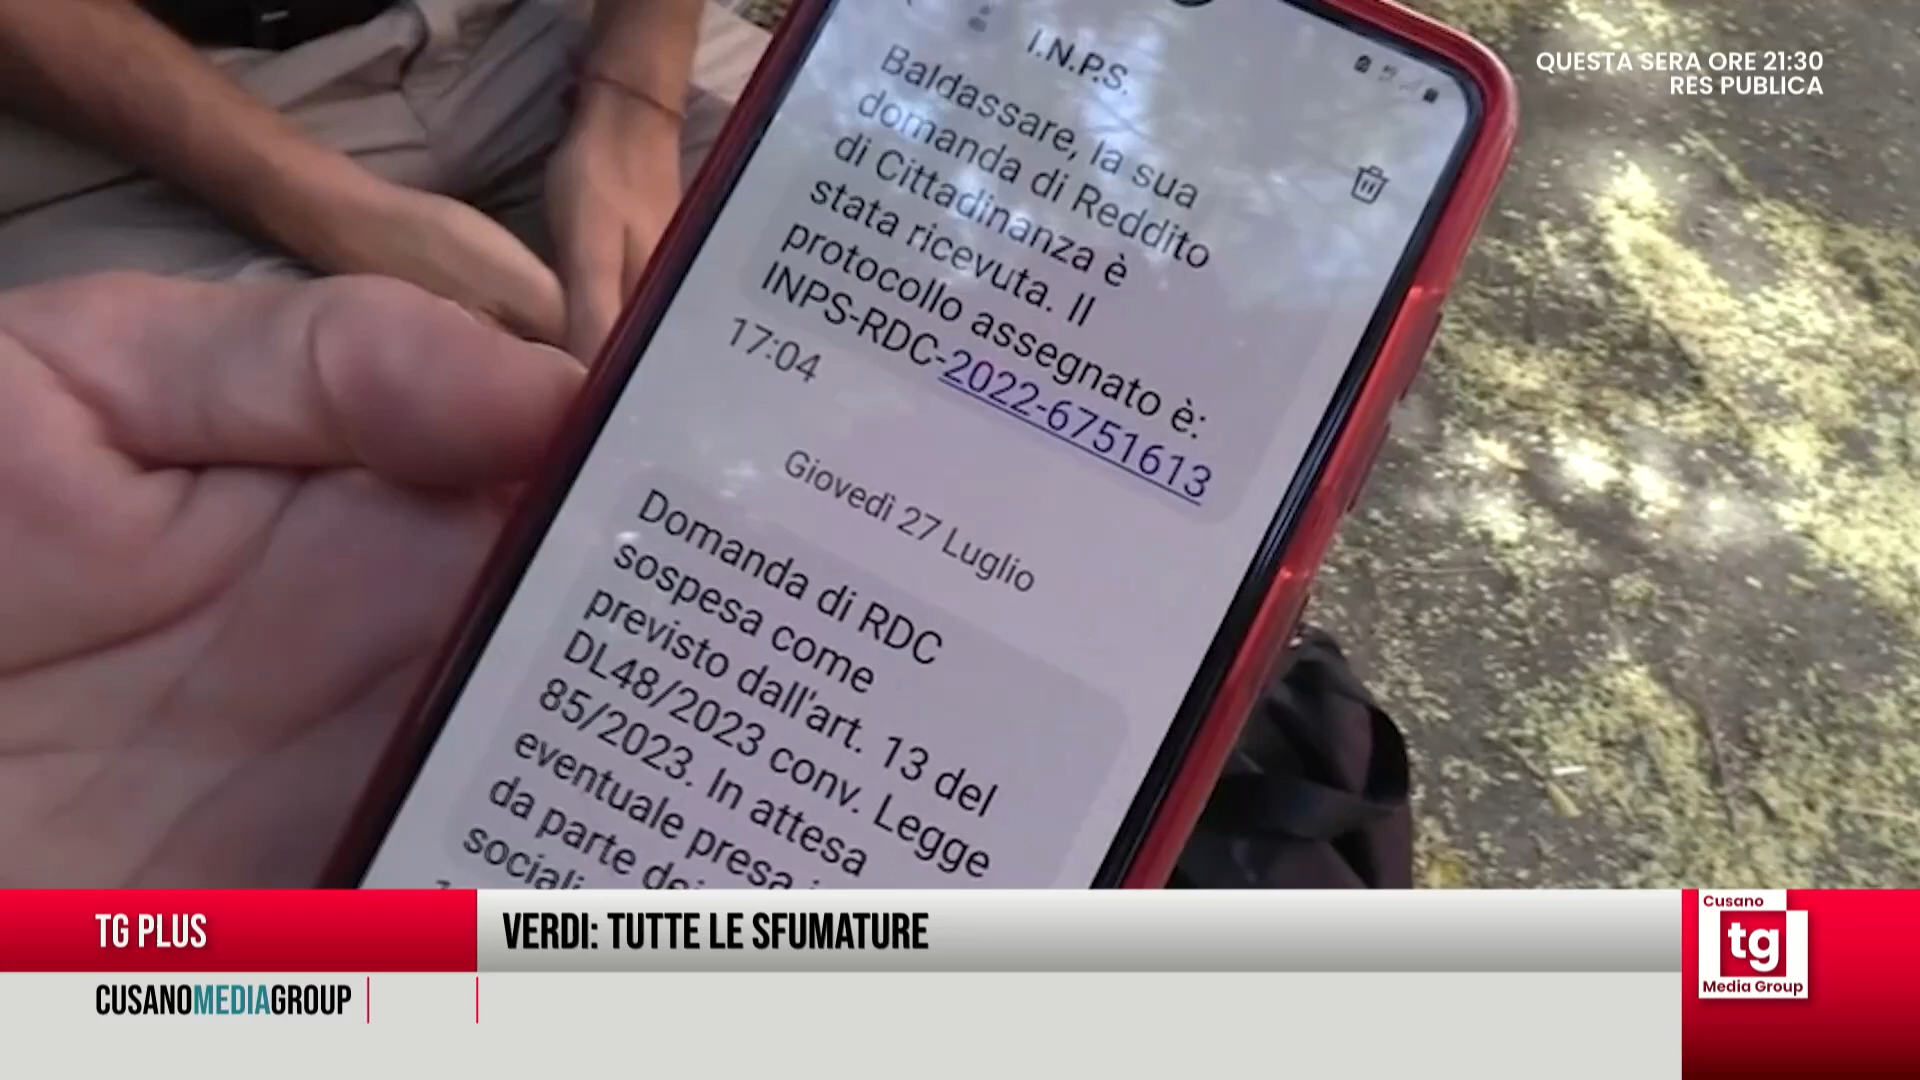 I.N.P.S.
Baldassare, la sua
domanda di Reddito
di Cittadinanza è
stata ricevuta. Il
protocollo assegnato è:
INPS-RDC-2022-6751613
17:04
Giovedì 27 Luglio
Domanda di RDC
sospesa come
previsto dall'art. 13 del
DL48/2023 conv. Legge
85/2023. In attesa
eventuale presa
da parte dei
sociali
QUESTA SERA ORE 21:30
RES PUBLICA
TG PLUS
VERDI: TUTTE LE SFUMATURE
CUSANOMEDIAGROUP
Cusano
tg
Media Group